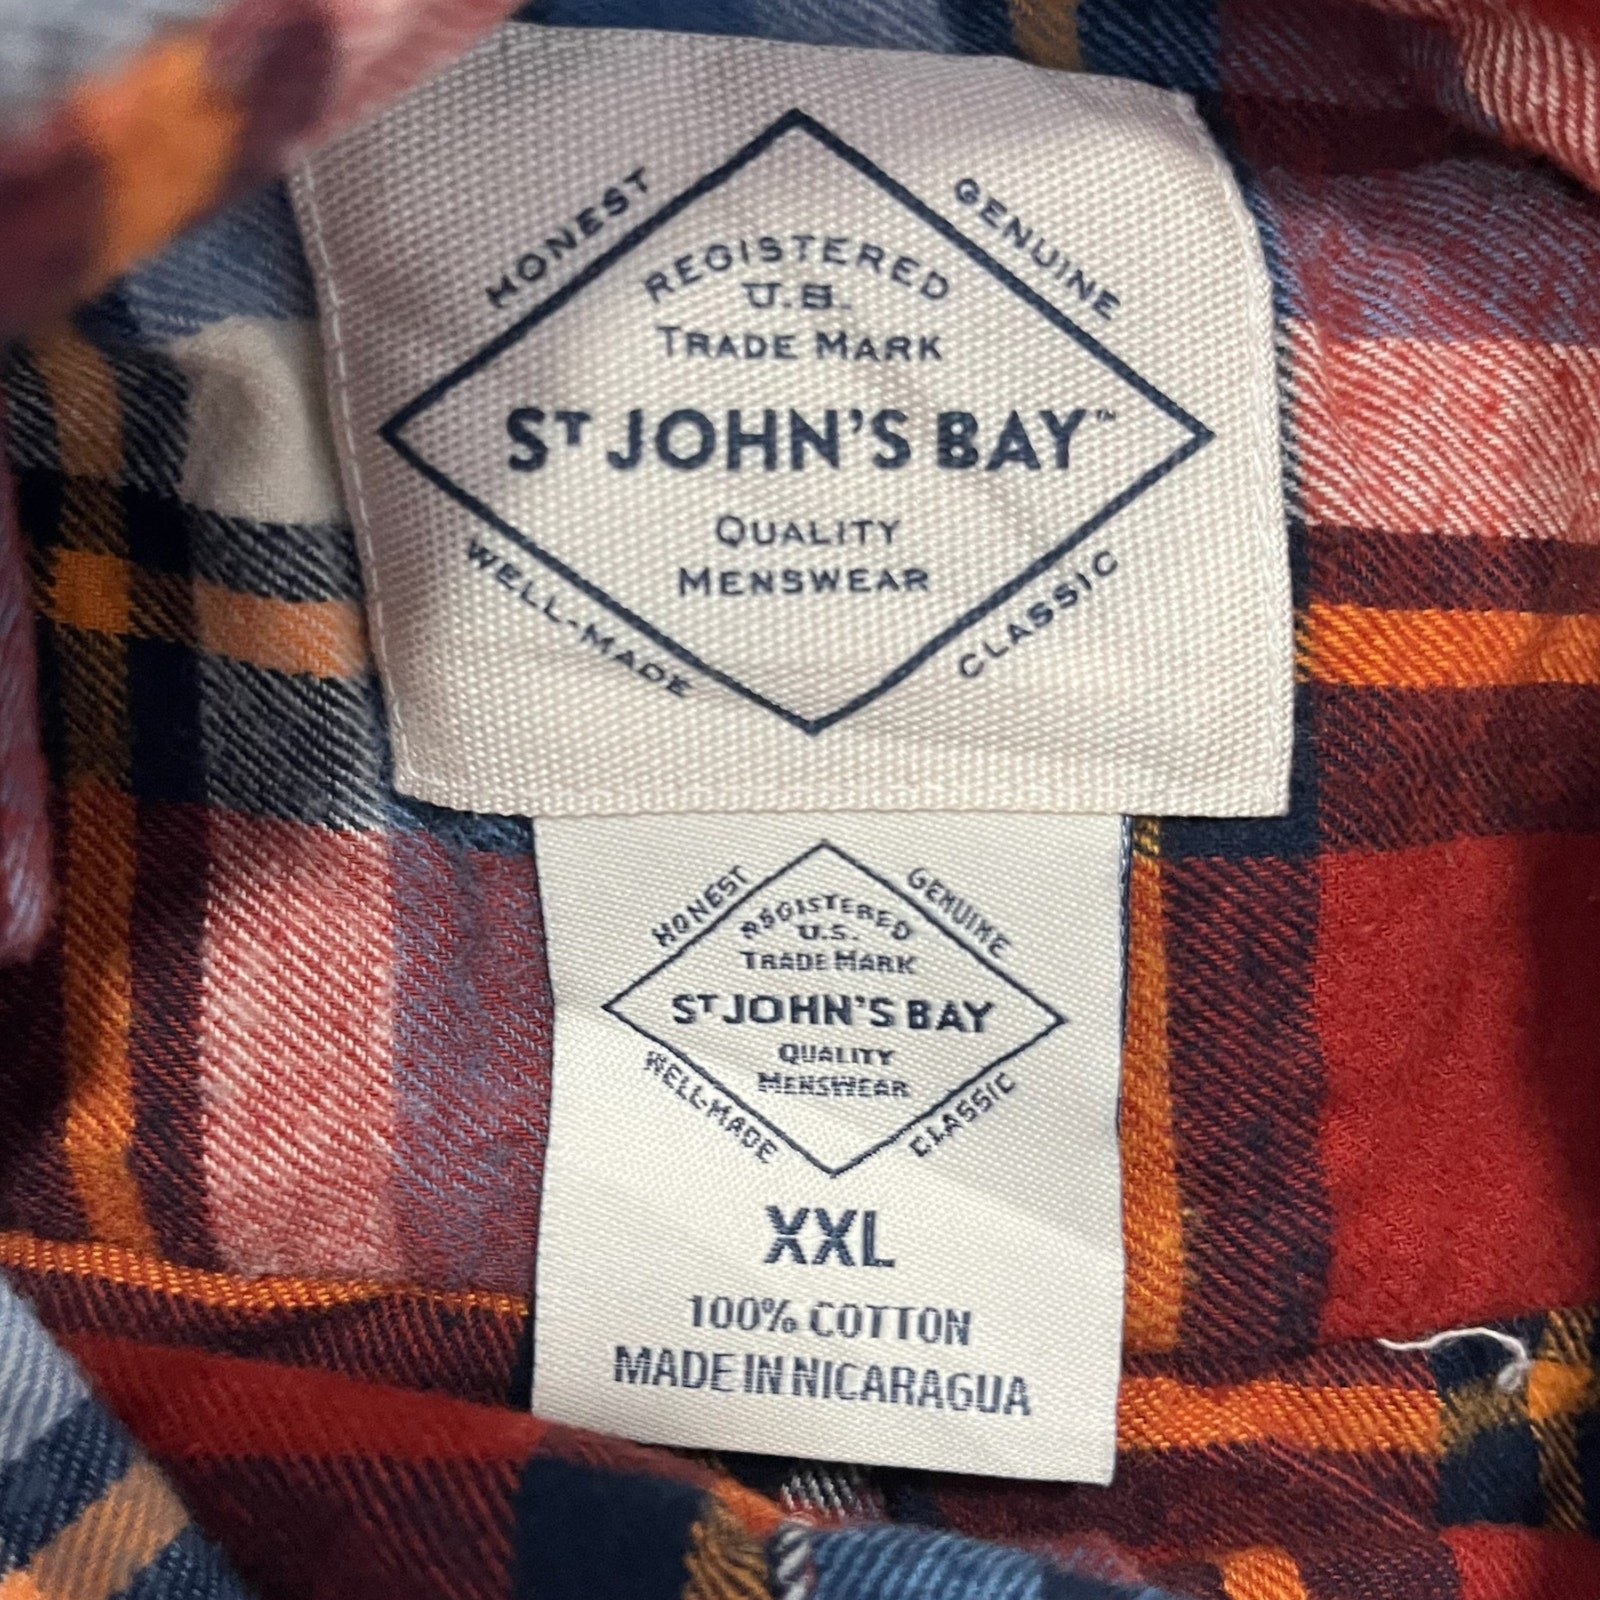 HONEST
GENUINE
REGISTERED
U.S.
TRADE MARK
ST JOHN'S BAY™
QUALITY
MENSWEAR
WELL-MADE
CLASSIC
HONEST
GENUINE
REGISTERED
U.S.
TRADE MARK
ST JOHN'S BAY
QUALITY
MENSWEAR
WELL-MADE
CLASSIC
XXL
100% COTTON
MADE IN NICARAGUA